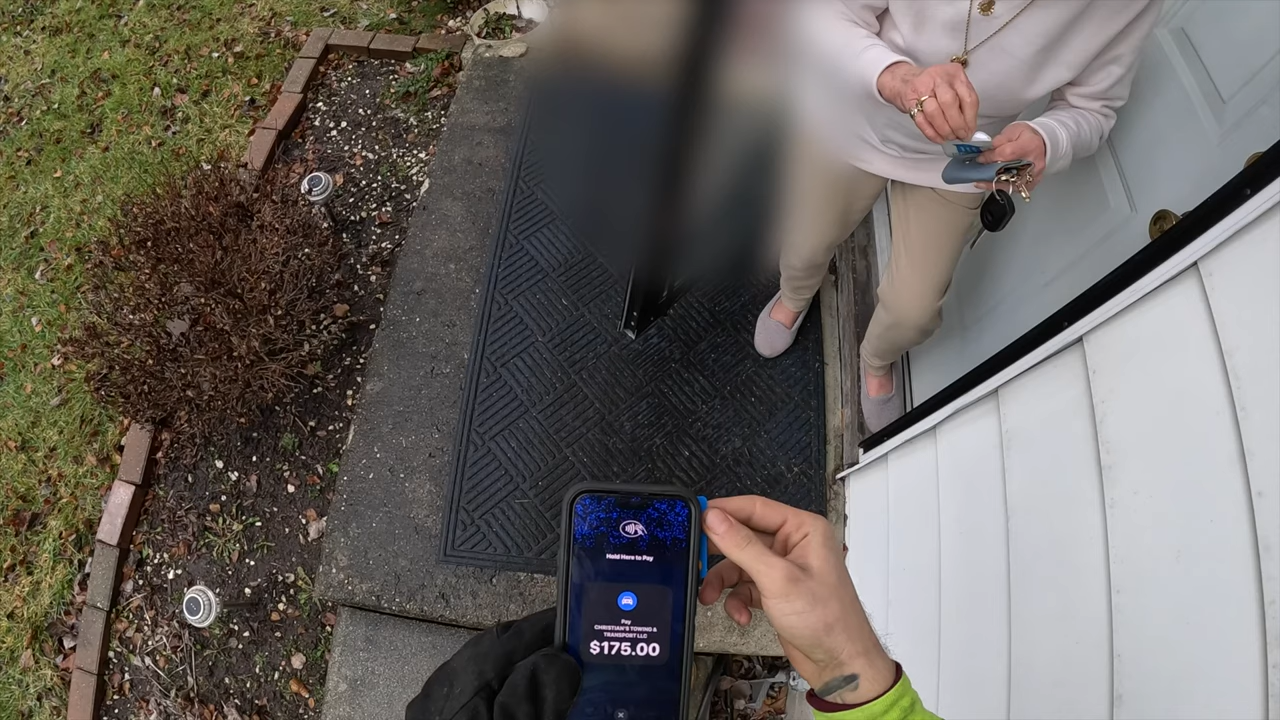 Hold Here to Pay
Pay
CHRISTIAN'S TOWING &
TRANSPORT LLC
$175.00